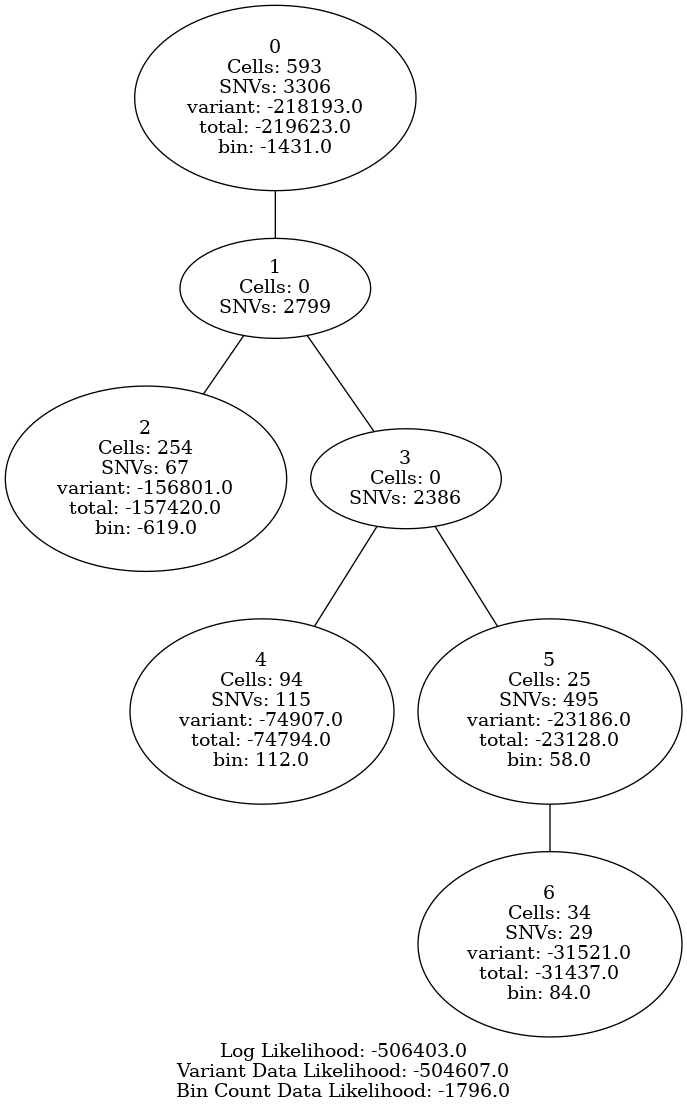 0
Cells: 593
SNVs: 3306
variant: -218193.0
total: -219623.0
bin: -1431.0
1
Cells: 0
SNVs: 2799
2
Cells: 254
SNVs: 67
variant: -156801.0
total: -157420.0
bin: -619.0
3
Cells: 0
SNVs: 2386
4
Cells: 94
SNVs: 115
variant: -74907.0
total: -74794.0
bin: 112.0
5
Cells: 25
SNVs: 495
variant: -23186.0
total: -23128.0
bin: 58.0
6
Cells: 34
SNVs: 29
variant: -31521.0
total: -31437.0
bin: 84.0
Log Likelihood: -506403.0
Variant Data Likelihood: -504607.0
Bin Count Data Likelihood: -1796.0